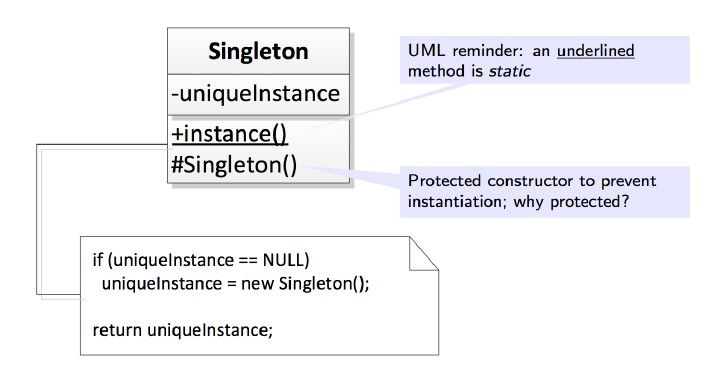 Singleton
-uniqueInstance
+instance()
#Singleton()
UML reminder: an underlined
method is static
Protected constructor to prevent
instantiation; why protected?
if (uniqueInstance == NULL)
uniqueInstance = new Singleton();
return uniqueInstance;